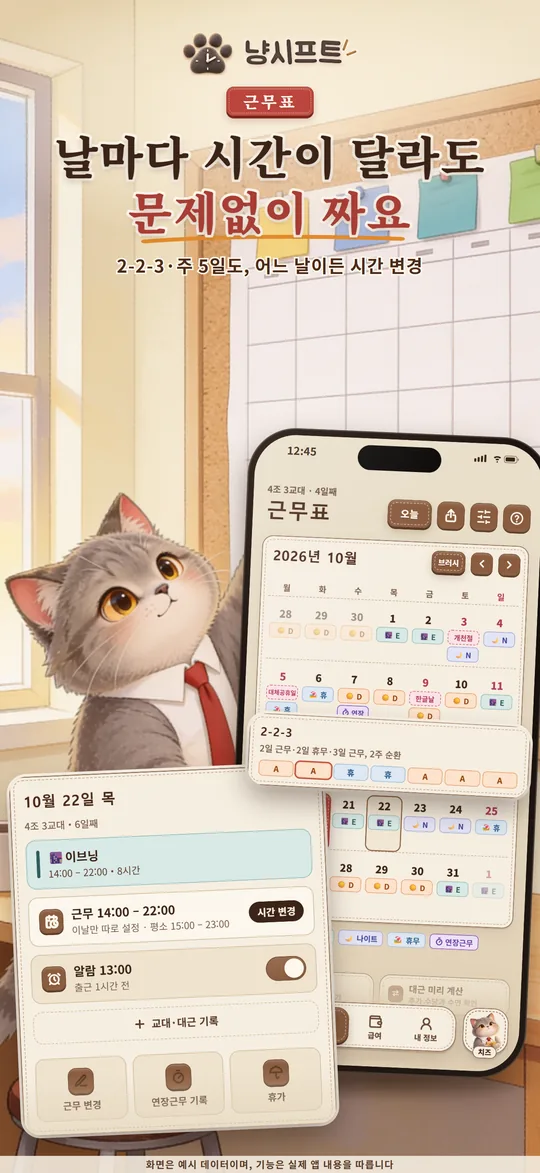 냥시프트
근무표
날마다 시간이 달라도
문제없이 짜요
2-2-3·주 5일도, 어느 날이든 시간 변경
12:45
4조 3교대 · 4일째
근무표
오늘
2026년 10월
브러시
월 화 수 목 금 토 일
28 29 30 1 2 3 4
D D D E E 개천절 N
N
5 6 7 8 9 10 11
대체공휴일 휴 D D 한글날 D E
휴 연장 D
2-2-3
2일 근무·2일 휴무·3일 근무, 2주 순환
A A 휴 휴 A A A
21 22 23 24 25
E E N N 휴
28 29 30 31 1
D D D E E
나이트 휴무 연장근무
대근 미리 계산
급여 내 정보
치즈
10월 22일 목
4조 3교대 · 6일째
이브닝
14:00 – 22:00 • 8시간
근무 14:00 – 22:00
이날만 따로 설정 · 평소 15:00 – 23:00
시간 변경
알람 13:00
출근 1시간 전
+ 교대·대근 기록
근무 변경 연장근무 기록 휴가
화면은 예시 데이터이며, 기능은 실제 앱 내용을 따릅니다